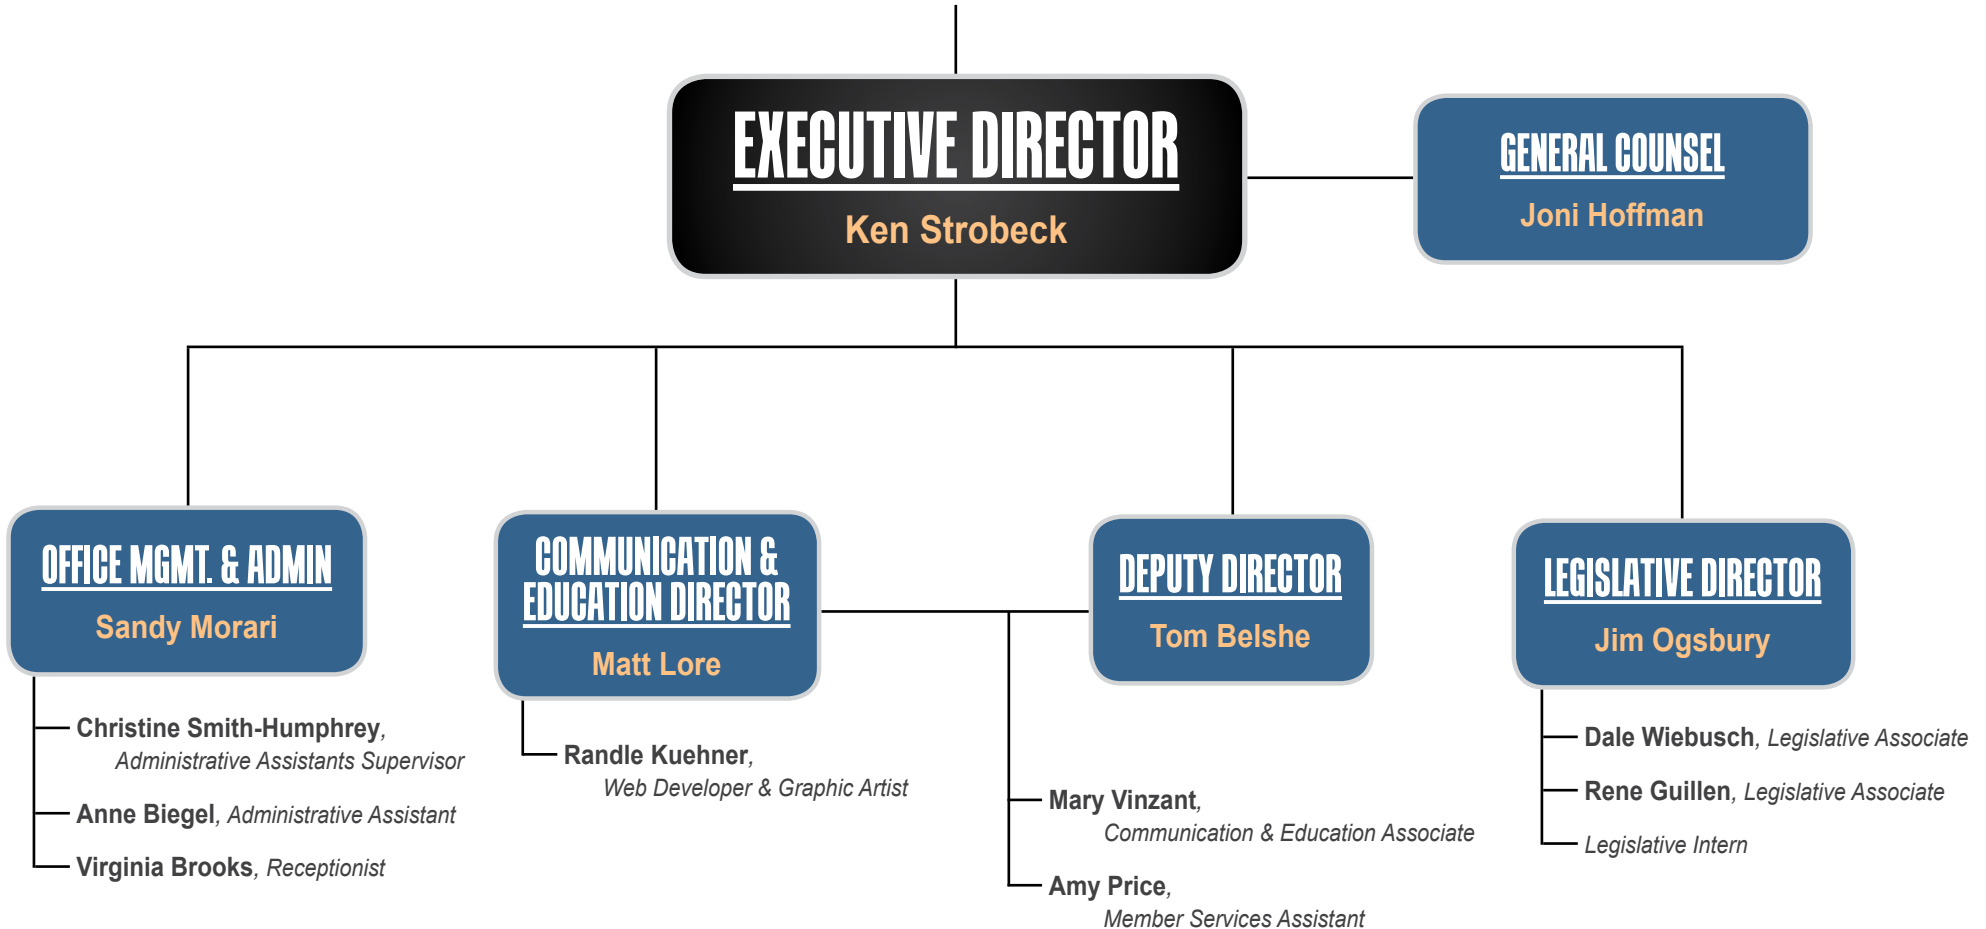 EXECUTIVE DIRECTOR
Ken Strobeck
GENERAL COUNSEL
Joni Hoffman
OFFICE MGMT. & ADMIN
Sandy Morari
Christine Smith-Humphrey,
Administrative Assistants Supervisor
Anne Biegel, Administrative Assistant
Virginia Brooks, Receptionist
COMMUNICATION &
EDUCATION DIRECTOR
Matt Lore
Randle Kuehner,
Web Developer & Graphic Artist
DEPUTY DIRECTOR
Tom Belshe
Mary Vinzant,
Communication & Education Associate
Amy Price,
Member Services Assistant
LEGISLATIVE DIRECTOR
Jim Ogsbury
Dale Wiebusch, Legislative Associate
Rene Guillen, Legislative Associate
Legislative Intern